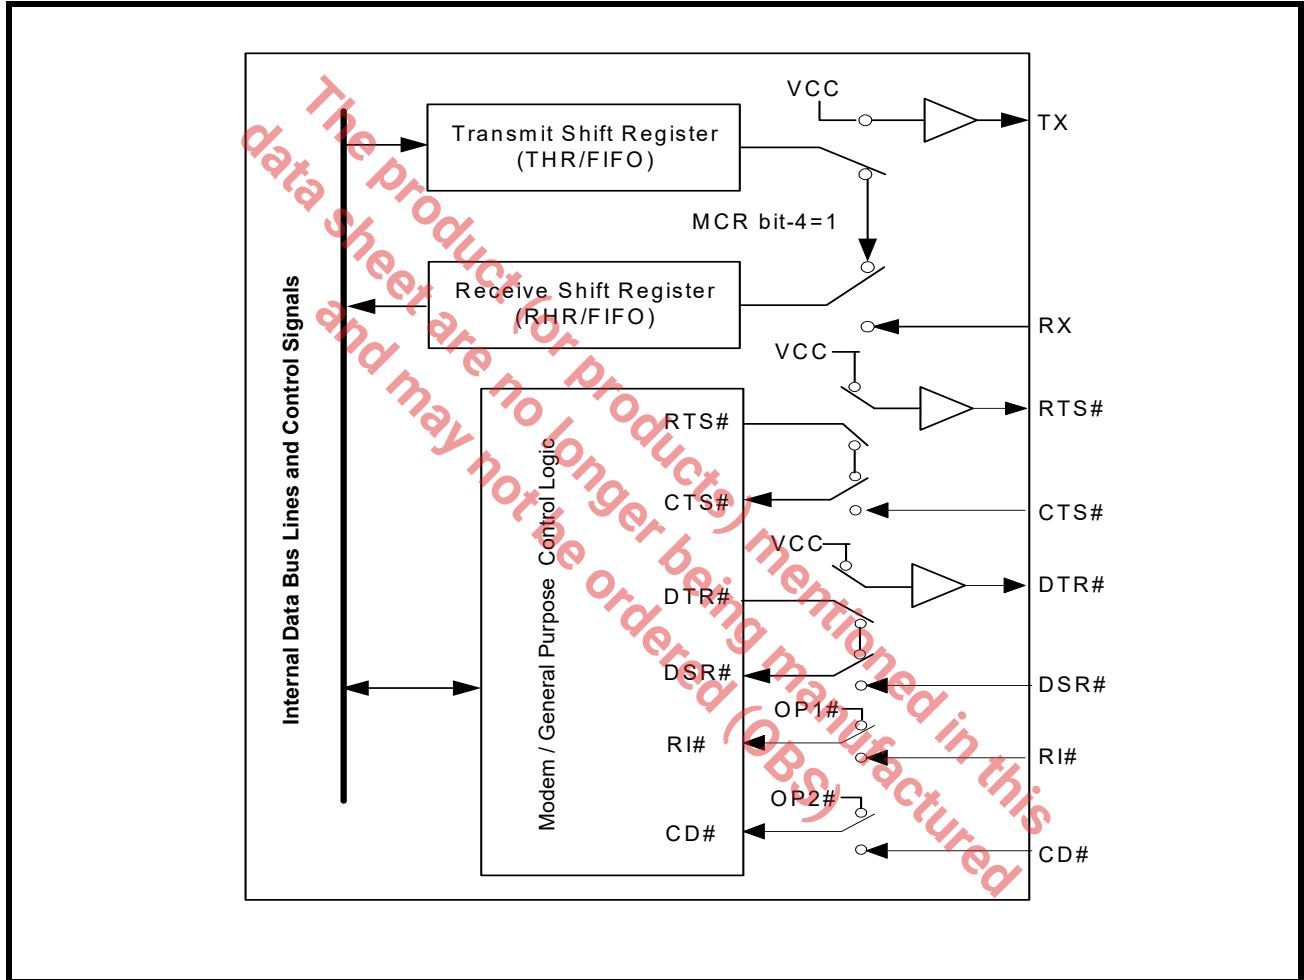 VCC
TX
Transmit Shift Register
(THR/FIFO)
MCR bit-4=1
Receive Shift Register
(RHR/FIFO)
RX
VCC
RTS#
RTS#
CTS#
CTS#
VCC
DTR#
DTR#
DSR#
DSR#
OP1#
RI#
RI#
OP2#
CD#
CD#
Internal Data Bus Lines and Control Signals
Modem / General Purpose Control Logic
The product (or products) mentioned in this
data sheet are no longer being manufactured
and may not be ordered (OBS)